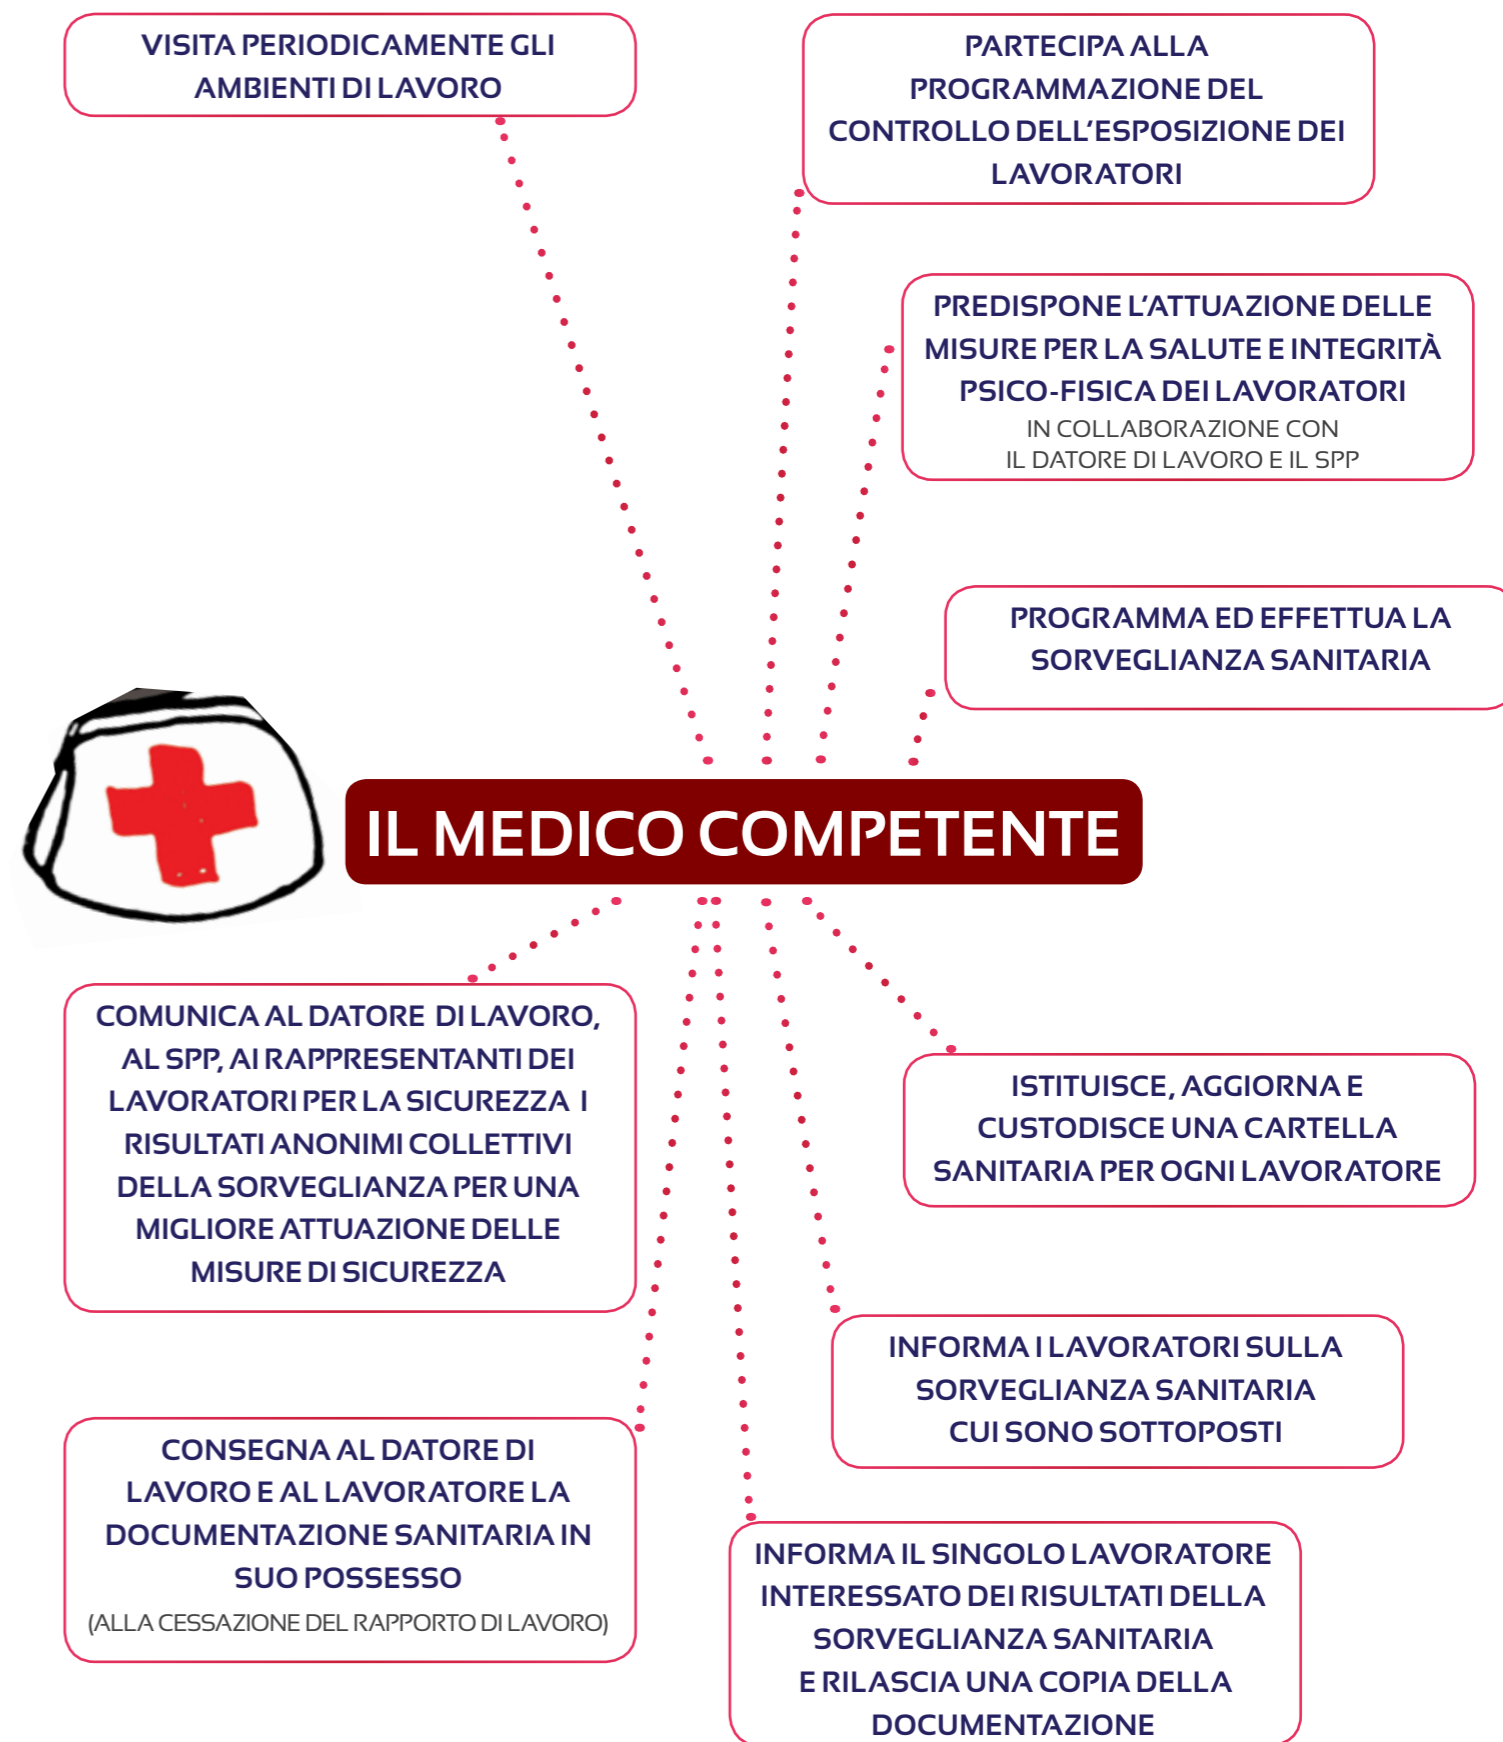 VISITA PERIODICAMENTE GLI
AMBIENTI DI LAVORO
PARTECIPA ALLA
PROGRAMMAZIONE DEL
CONTROLLO DELL'ESPOSIZIONE DEI
LAVORATORI
PREDISPONE L'ATTUAZIONE DELLE
MISURE PER LA SALUTE E INTEGRITÀ
PSICO-FISICA DEI LAVORATORI
IN COLLABORAZIONE CON
IL DATORE DI LAVORO E IL SPP
PROGRAMMA ED EFFETTUA LA
SORVEGLIANZA SANITARIA
IL MEDICO COMPETENTE
COMUNICA AL DATORE DI LAVORO,
AL SPP, AI RAPPRESENTANTI DEI
LAVORATORI PER LA SICUREZZA I
RISULTATI ANONIMI COLLETTIVI
DELLA SORVEGLIANZA PER UNA
MIGLIORE ATTUAZIONE DELLE
MISURE DI SICUREZZA
ISTITUISCE, AGGIORNA E
CUSTODISCE UNA CARTELLA
SANITARIA PER OGNI LAVORATORE
INFORMA I LAVORATORI SULLA
SORVEGLIANZA SANITARIA
CUI SONO SOTTOPOSTI
CONSEGNA AL DATORE DI
LAVORO E AL LAVORATORE LA
DOCUMENTAZIONE SANITARIA IN
SUO POSSESSO
(ALLA CESSAZIONE DEL RAPPORTO DI LAVORO)
INFORMA IL SINGOLO LAVORATORE
INTERESSATO DEI RISULTATI DELLA
SORVEGLIANZA SANITARIA
E RILASCIA UNA COPIA DELLA
DOCUMENTAZIONE